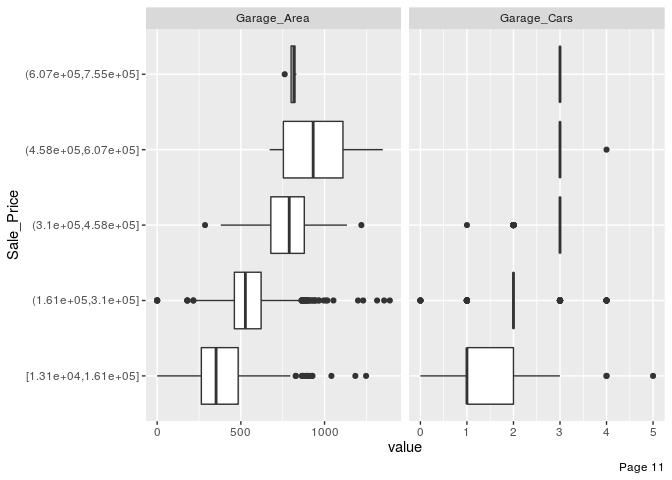 Garage_Area Garage_Cars
Sale_Price
(6.07e+05,7.55e+05]
(4.58e+05,6.07e+05]
(3.1e+05,4.58e+05]
(1.61e+05,3.1e+05]
[1.31e+04,1.61e+05]
0 500 1000 0 1 2 3 4 5
value
Page 11